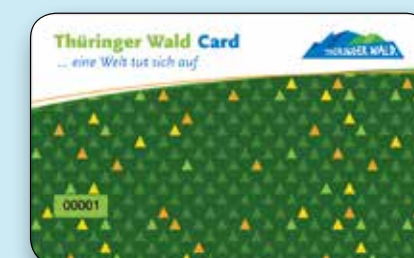 Thüringer Wald Card
THÜRINGER WALD
... eine Welt tut sich auf
00001